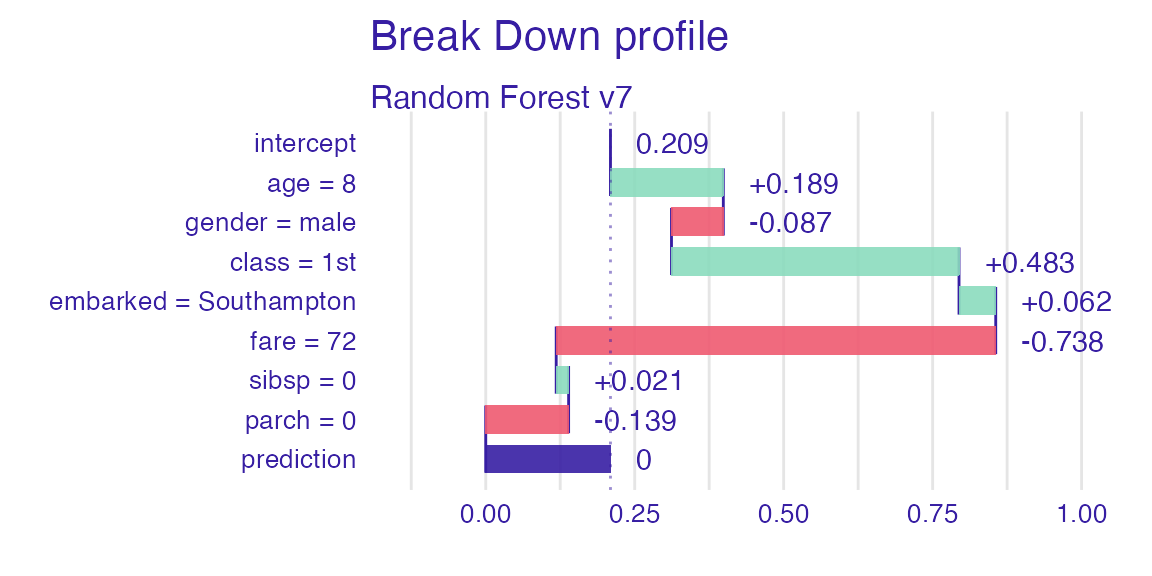 Break Down profile
Random Forest v7
intercept 0.209
age = 8 +0.189
gender = male -0.087
class = 1st +0.483
embarked = Southampton +0.062
fare = 72 -0.738
sibsp = 0 +0.021
parch = 0 -0.139
prediction 0
0.00 0.25 0.50 0.75 1.00